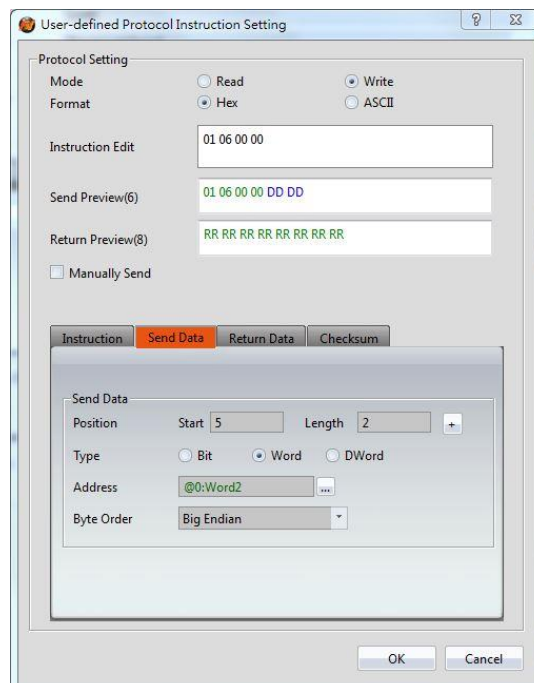 User-defined Protocol Instruction Setting
Protocol Setting
Mode Read Write
Format Hex ASCII
Instruction Edit 01 06 00 00
Send Preview(6) 01 06 00 00 DD DD
Return Preview(8) RR RR RR RR RR RR RR RR
Manually Send
Instruction Send Data Return Data Checksum
Send Data
Position Start 5 Length 2 +
Type Bit Word DWord
Address @0:Word2 ...
Byte Order Big Endian
OK Cancel